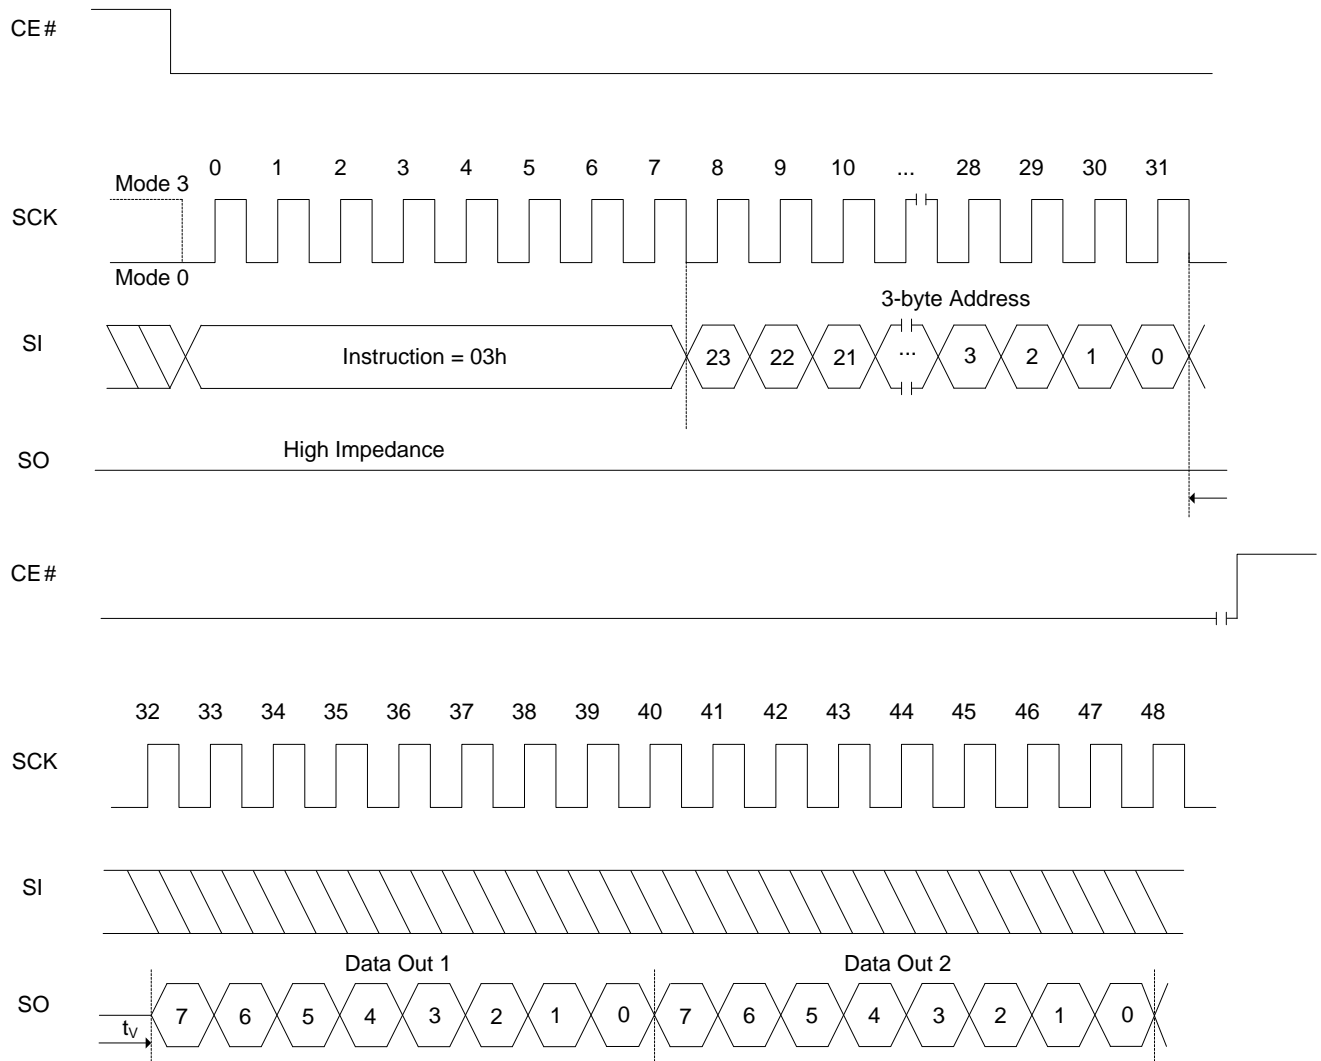 CE#
0 1 2 3 4 5 6 7 8 9 10 ... 28 29 30 31
Mode 3
SCK
Mode 0
3-byte Address
SI
Instruction = 03h 23 22 21 ... 3 2 1 0
High Impedance
SO
CE#
32 33 34 35 36 37 38 39 40 41 42 43 44 45 46 47 48
SCK
SI
Data Out 1 Data Out 2
SO
7 6 5 4 3 2 1 0 7 6 5 4 3 2 1 0
tV